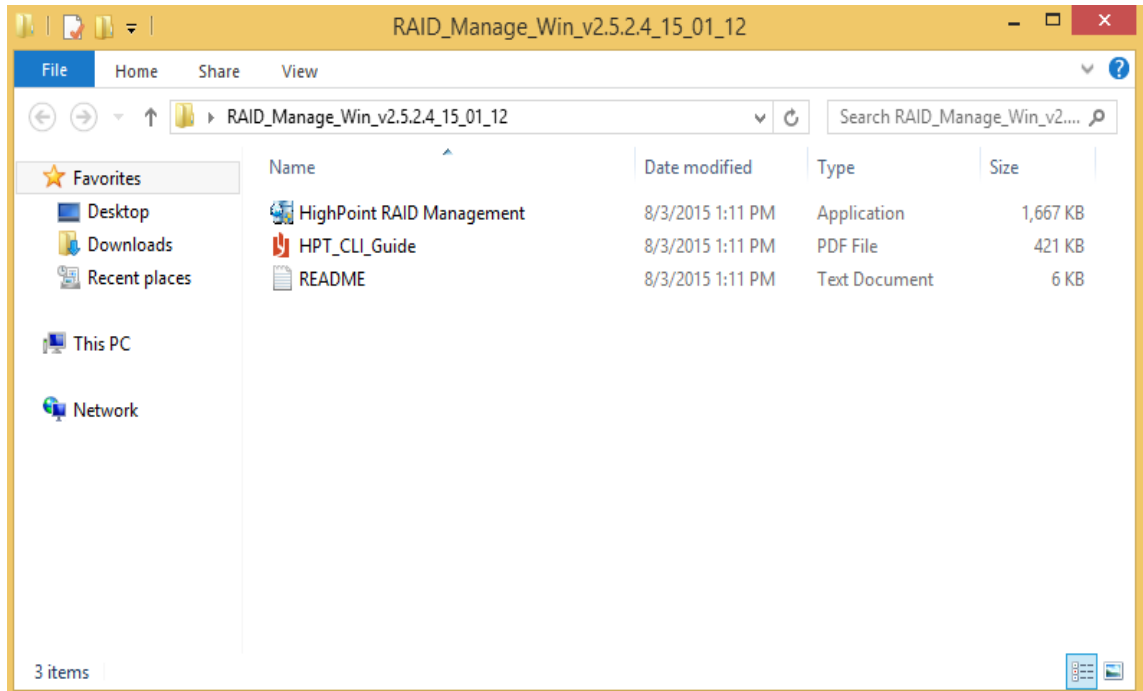 RAID_Manage_Win_v2.5.2.4_15_01_12
File Home Share View
RAID_Manage_Win_v2.5.2.4_15_01_12 Search RAID_Manage_Win_v2....
Favorites
Desktop
Downloads
Recent places
This PC
Network
Name Date modified Type Size
HighPoint RAID Management 8/3/2015 1:11 PM Application 1,667 KB
HPT_CLI_Guide 8/3/2015 1:11 PM PDF File 421 KB
README 8/3/2015 1:11 PM Text Document 6 KB
3 items